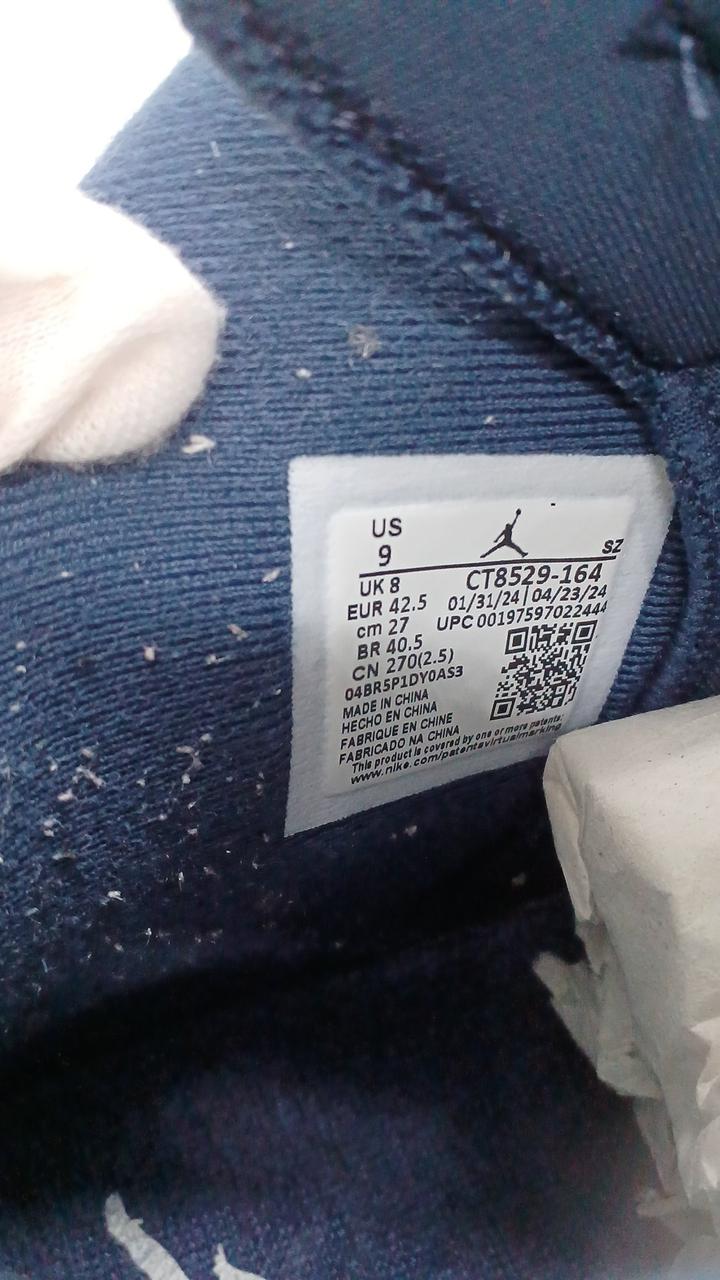 US
9
SZ
UK 8
CT8529-164
EUR 42.5
01/31/24 | 04/23/24
cm 27
UPC 00197597022444
BR 40.5
CN 270(2.5)
04BR5P1DY0AS3
MADE IN CHINA
HECHO EN CHINA
FABRIQUE EN CHINE
FABRICADO NA CHINA
This product is covered by one or more patents:
www.nike.com/patentsvirtualmarking